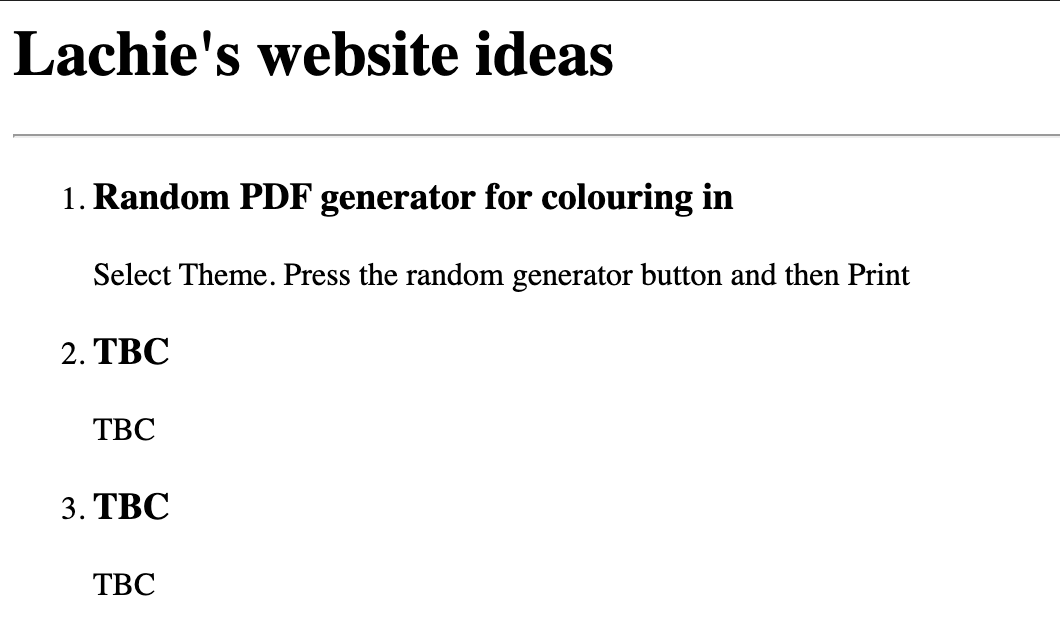 Lachie's website ideas
1. Random PDF generator for colouring in
Select Theme. Press the random generator button and then Print
2. TBC
TBC
3. TBC
TBC